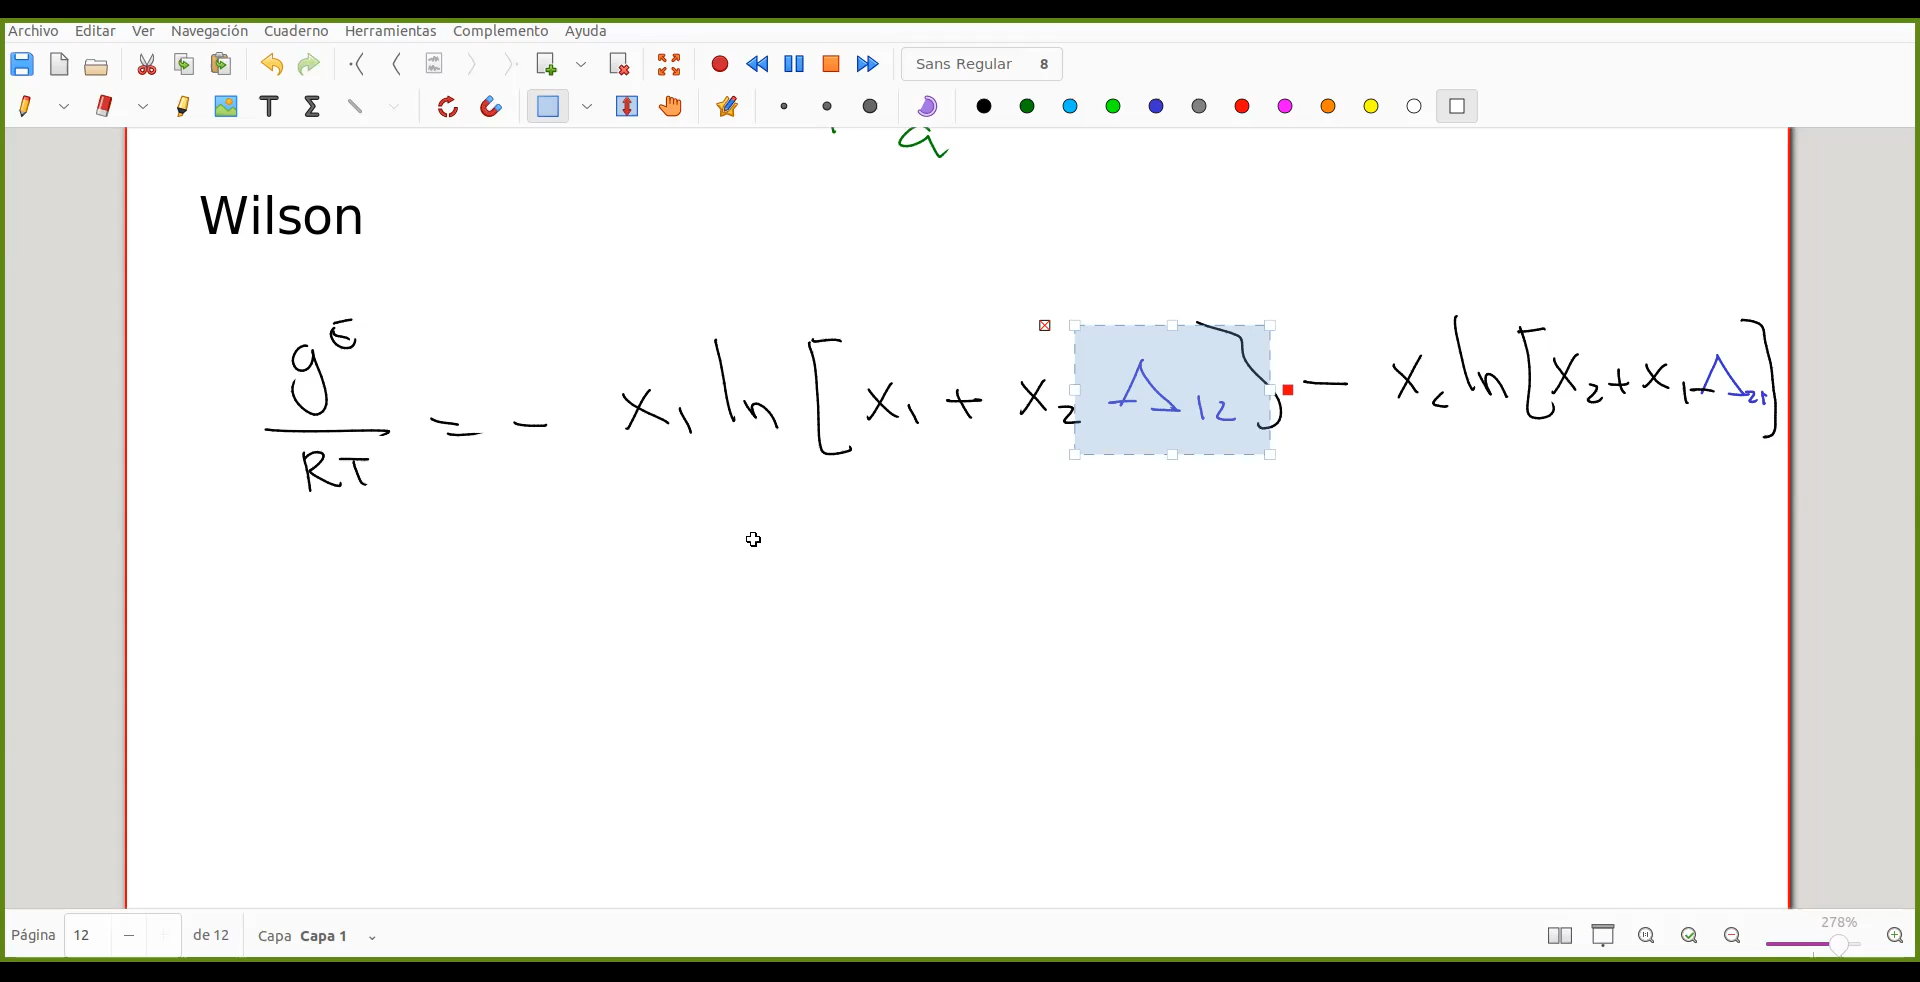 Archivo Editar Ver Navegación Cuaderno Herramientas Complemento Ayuda
Sans Regular 8
a
Wilson
g^E / RT = - x₁ ln [x₁ + x₂ Λ₁₂] - x₂ ln [x₂ + x₁ Λ₂₁]
Página 12 de 12 Capa Capa 1 278%